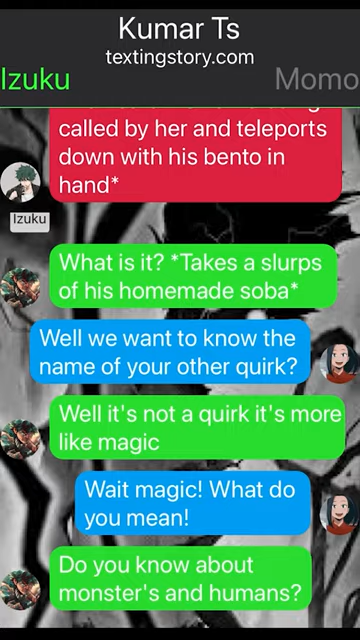 Kumar Ts
textingstory.com
Izuku
Momo
called by her and teleports
down with his bento in
hand*
Izuku
What is it? *Takes a slurps
of his homemade soba*
Well we want to know the
name of your other quirk?
Well it's not a quirk it's more
like magic
Wait magic! What do
you mean!
Do you know about
monster's and humans?